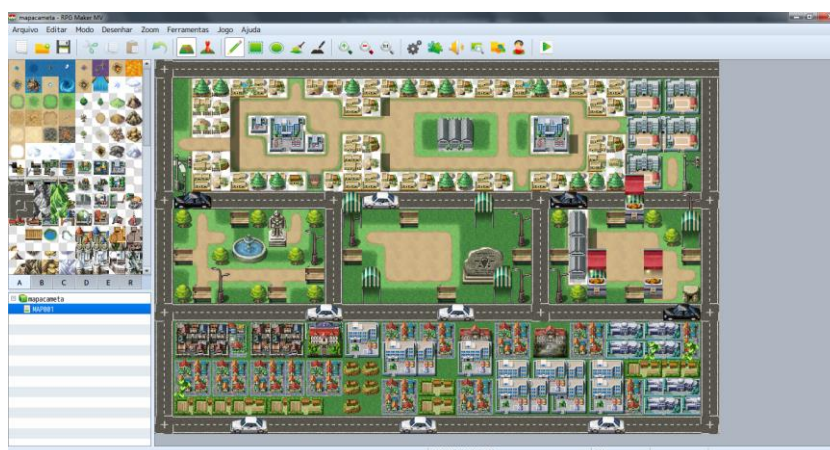 mapacameta - RPG Maker MV
Arquivo Editar Modo Desenhar Zoom Ferramentas Jogo Ajuda
A B C D E R
mapacameta
MAP001